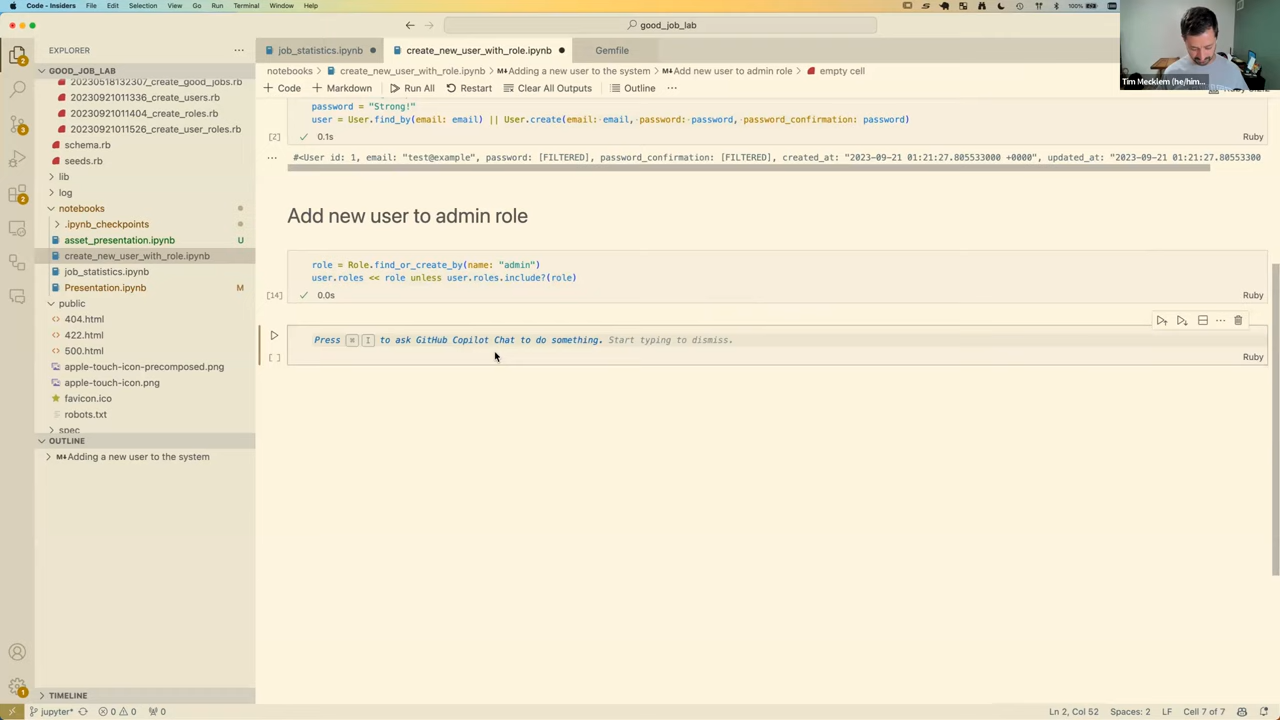 Code - Insiders File Edit Selection View Go Run Terminal Window Help
100%
good_job_lab
EXPLORER
job_statistics.ipynb
create_new_user_with_role.ipynb
Gemfile
GOOD_JOB_LAB
notebooks > create_new_user_with_role.ipynb > M↓Adding a new user to the system > M↓Add new user to admin role > empty cell
20230518132307_create_good_jobs.rb
+ Code + Markdown Run All Restart Clear All Outputs Outline
Tim Mecklem (he/him...
20230921011336_create_users.rb
20230921011404_create_roles.rb
20230921011526_create_user_roles.rb
schema.rb
seeds.rb
lib
log
notebooks
.ipynb_checkpoints
asset_presentation.ipynb U
create_new_user_with_role.ipynb
job_statistics.ipynb
Presentation.ipynb M
public
404.html
422.html
500.html
apple-touch-icon-precomposed.png
apple-touch-icon.png
favicon.ico
robots.txt
spec
OUTLINE
M↓Adding a new user to the system
TIMELINE
password = "Strong!"
user = User.find_by(email: email) || User.create(email: email, password: password, password_confirmation: password)
[2] 0.1s Ruby
#<User id: 1, email: "test@example", password: [FILTERED], password_confirmation: [FILTERED], created_at: "2023-09-21 01:21:27.805533000 +0000", updated_at: "2023-09-21 01:21:27.80553300
Add new user to admin role
role = Role.find_or_create_by(name: "admin")
user.roles << role unless user.roles.include?(role)
[14] 0.0s Ruby
Press ⌘ I to ask GitHub Copilot Chat to do something. Start typing to dismiss.
[ ] Ruby
jupyter* 0 0 0 Ln 2, Col 52 Spaces: 2 LF Cell 7 of 7